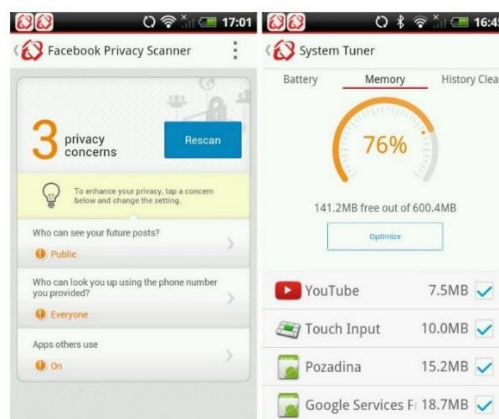 17:01
Facebook Privacy Scanner
3 privacy
concerns
Rescan
To enhance your privacy, tap a concern
below and change the setting.
Who can see your future posts?
Public
Who can look you up using the phone number
you provided?
Everyone
Apps others use
On
16:45
System Tuner
Battery Memory History Clea
76%
141.2MB free out of 600.4MB
Optimize
YouTube 7.5MB
Touch Input 10.0MB
Pozadina 15.2MB
Google Services F 18.7MB